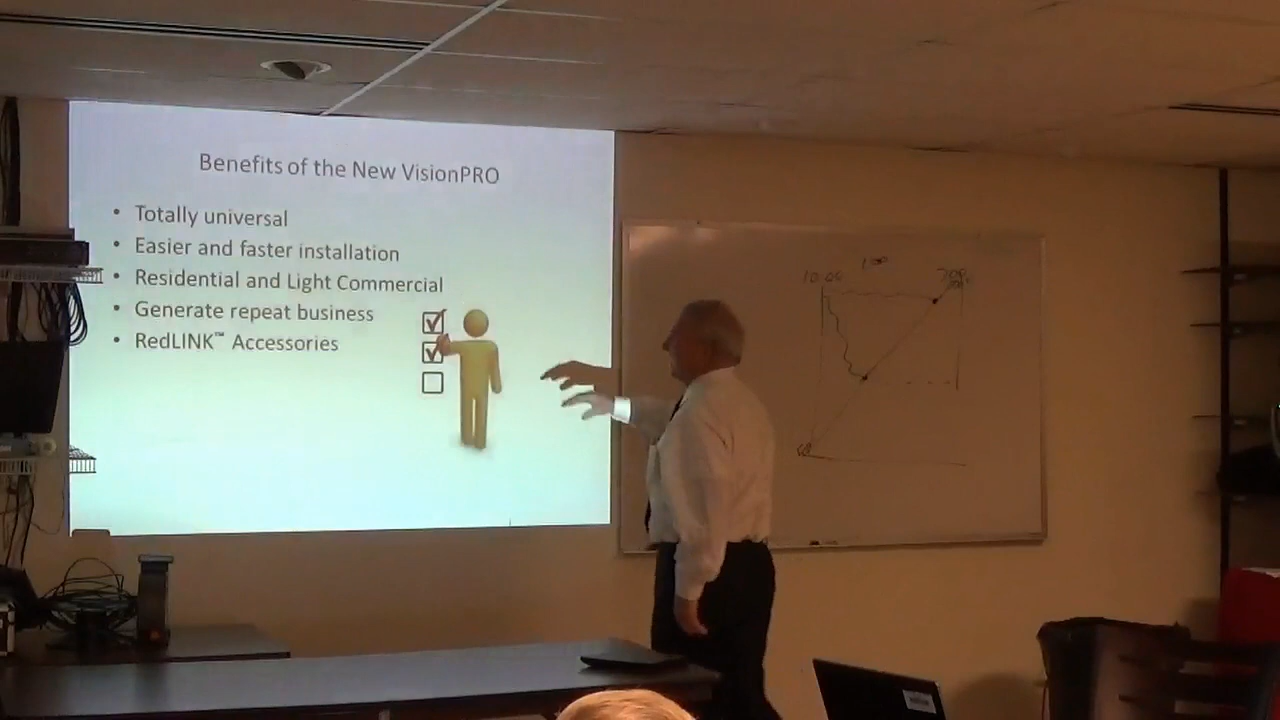 Benefits of the New VisionPRO
• Totally universal
• Easier and faster installation
• Residential and Light Commercial
• Generate repeat business
• RedLINK™ Accessories